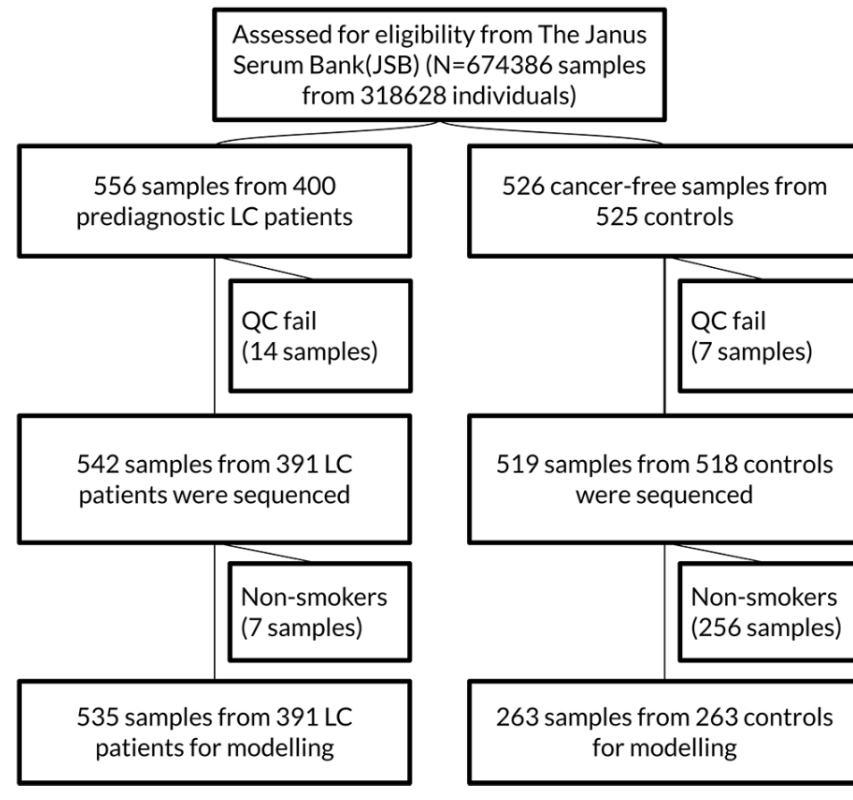 Assessed for eligibility from The Janus
Serum Bank(JSB) (N=674386 samples
from 318628 individuals)
556 samples from 400
prediagnostic LC patients
526 cancer-free samples from
525 controls
QC fail
(14 samples)
QC fail
(7 samples)
542 samples from 391 LC
patients were sequenced
519 samples from 518 controls
were sequenced
Non-smokers
(7 samples)
Non-smokers
(256 samples)
535 samples from 391 LC
patients for modelling
263 samples from 263 controls
for modelling